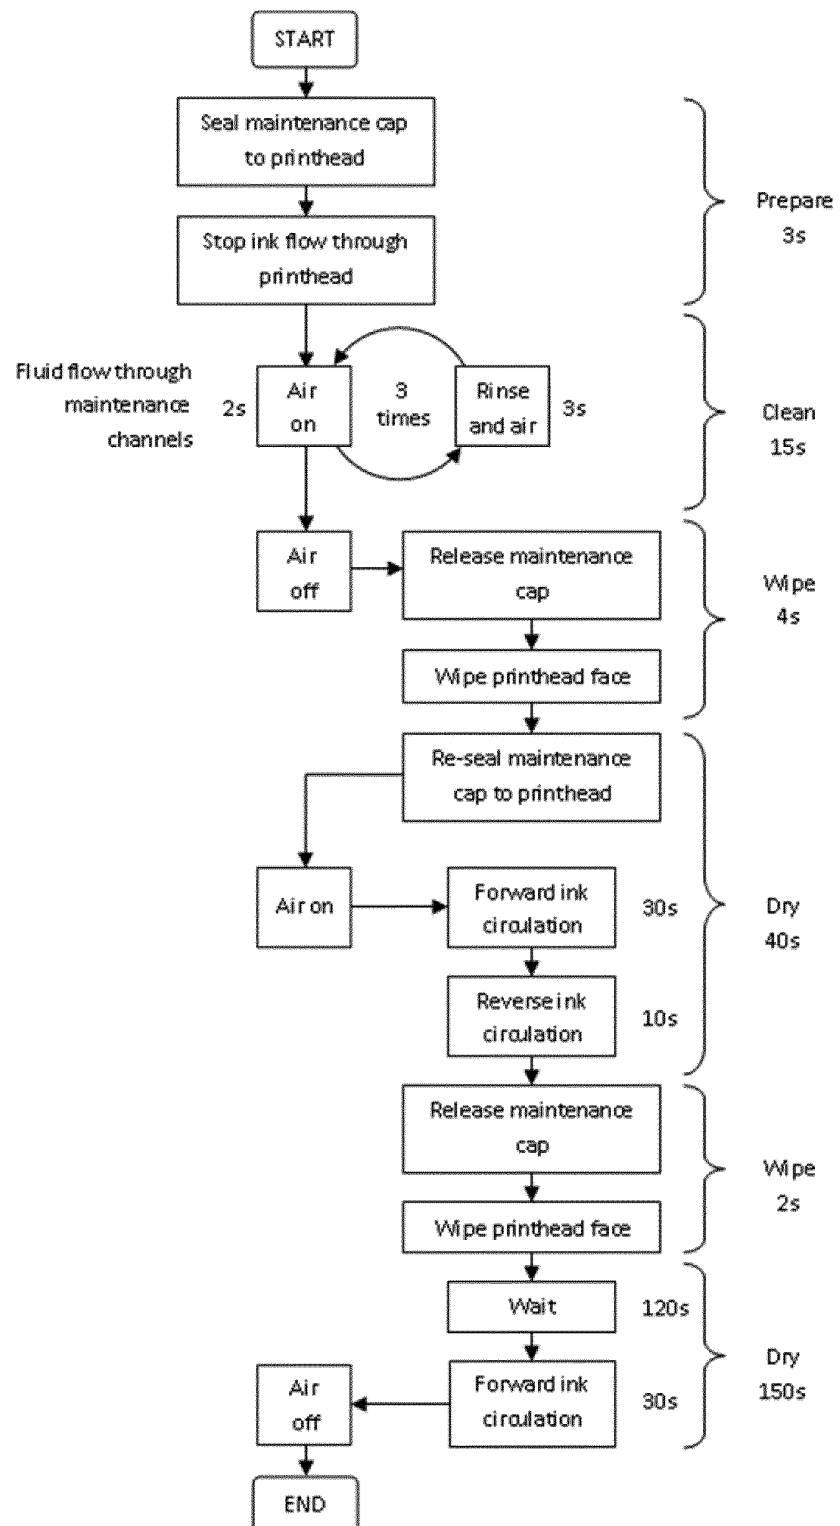 START
Seal maintenance cap
to printhead
Stop ink flow through
printhead
Prepare
3s
Fluid flow through
maintenance
channels
2s
Air
on
3
times
Rinse
and air
3s
Clean
15s
Air
off
Release maintenance
cap
Wipe printhead face
Wipe
4s
Re-seal maintenance
cap to printhead
Air on
Forward ink
circulation
30s
Reverse ink
circulation
10s
Dry
40s
Release maintenance
cap
Wipe printhead face
Wipe
2s
Wait
120s
Forward ink
circulation
30s
Dry
150s
Air
off
END